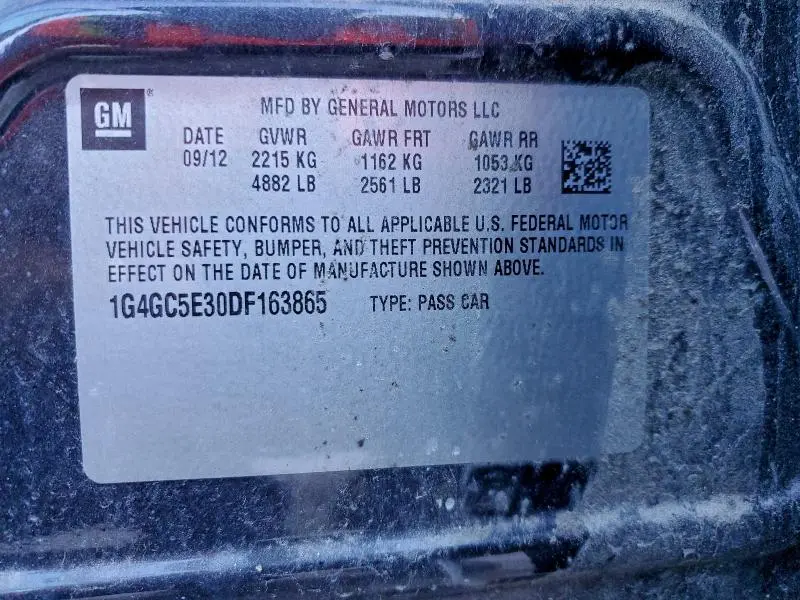 GM ®
MFD BY GENERAL MOTORS LLC
DATE GVWR GAWR FRT GAWR RR
09/12 2215 KG 1162 KG 1053 KG
4882 LB 2561 LB 2321 LB
THIS VEHICLE CONFORMS TO ALL APPLICABLE U.S. FEDERAL MOTOR
VEHICLE SAFETY, BUMPER, AND THEFT PREVENTION STANDARDS IN
EFFECT ON THE DATE OF MANUFACTURE SHOWN ABOVE.
1G4GC5E30DF163865 TYPE: PASS CAR